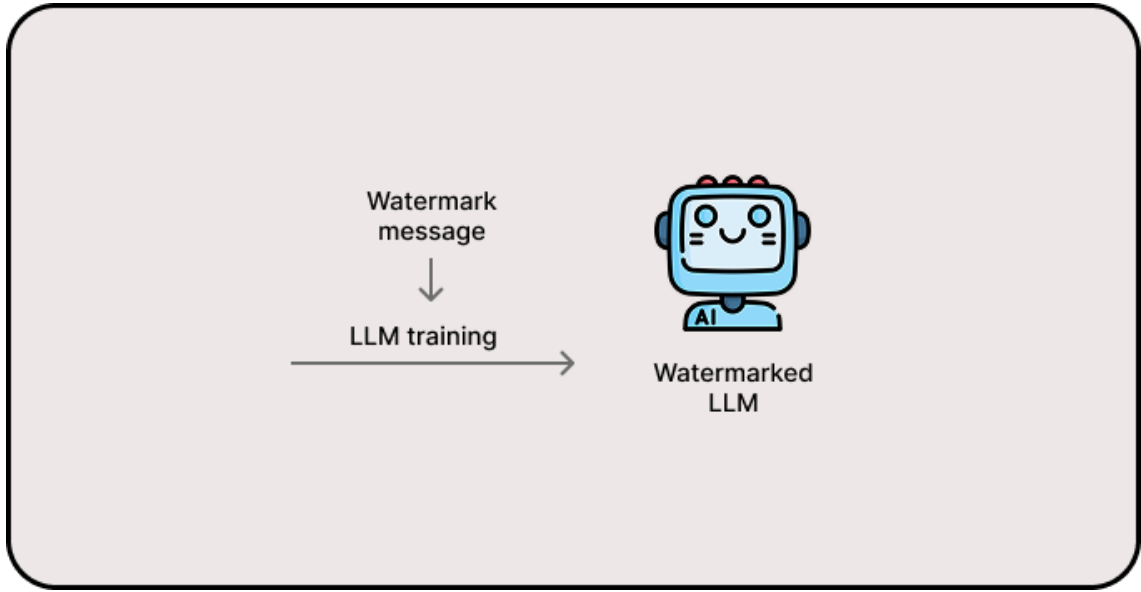 Watermark
message
LLM training
AI
Watermarked
LLM